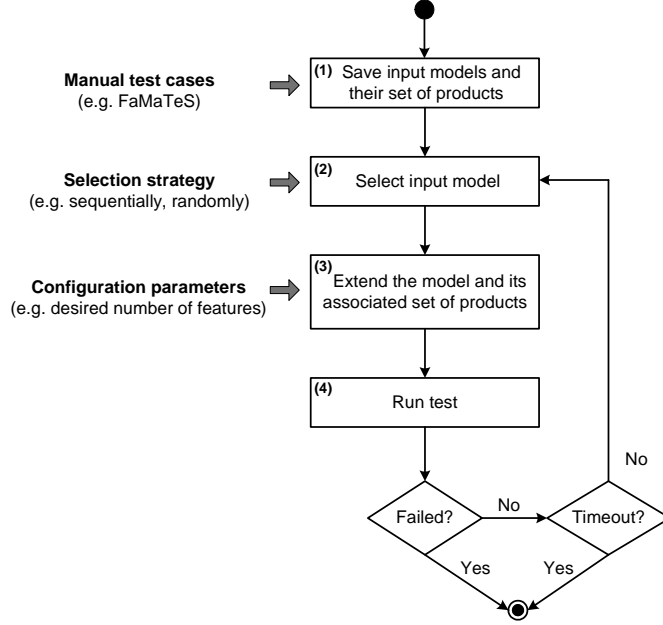 Manual test cases
(e.g. FaMaTeS)
(1) Save input models and
their set of products
Selection strategy
(e.g. sequentially, randomly)
(2)
Select input model
Configuration parameters
(e.g. desired number of features)
(3)
Extend the model and its
associated set of products
(4)
Run test
No
Failed?
No
Timeout?
Yes
Yes